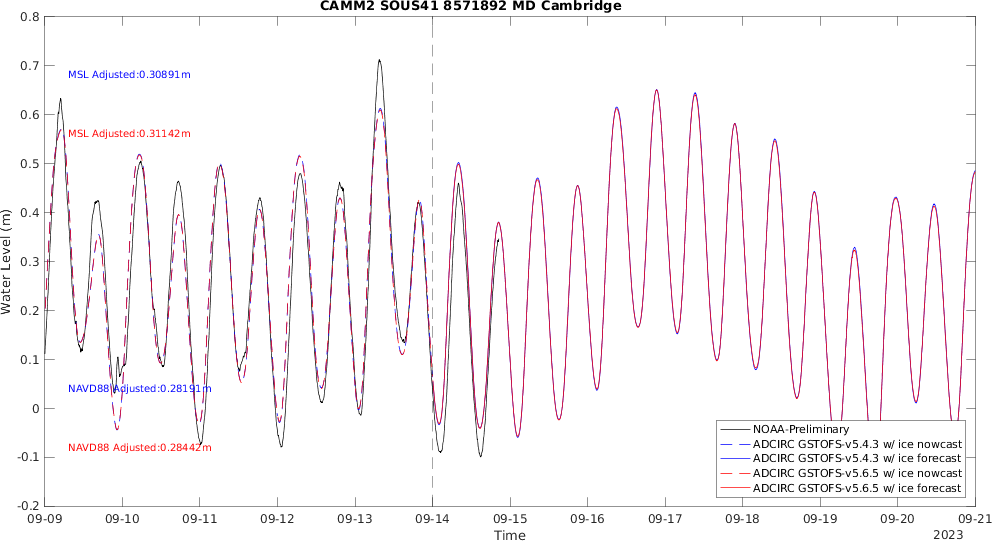 CAMM2 SOUS41 8571892 MD Cambridge
0.8
0.7
0.6
0.5
0.4
0.3
0.2
0.1
0
-0.1
-0.2
Water Level (m)
MSL Adjusted:0.30891m
MSL Adjusted:0.31142m
NAVD88 Adjusted:0.28191m
NAVD88 Adjusted:0.28442m
NOAA-Preliminary
ADCIRC GSTOFS-v5.4.3 w/ ice nowcast
ADCIRC GSTOFS-v5.4.3 w/ ice forecast
ADCIRC GSTOFS-v5.6.5 w/ ice nowcast
ADCIRC GSTOFS-v5.6.5 w/ ice forecast
09-09 09-10 09-11 09-12 09-13 09-14 09-15 09-16 09-17 09-18 09-19 09-20 09-21
Time
2023